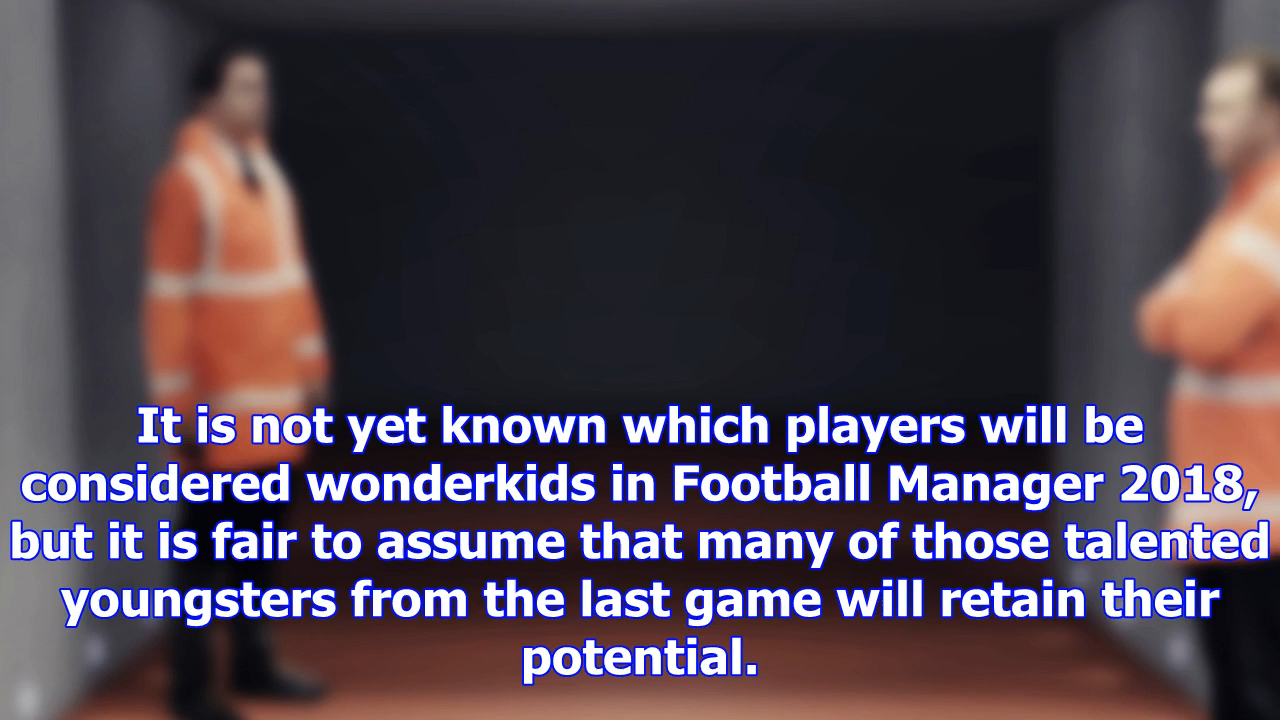 It is not yet known which players will be
considered wonderkids in Football Manager 2018,
but it is fair to assume that many of those talented
youngsters from the last game will retain their
potential.